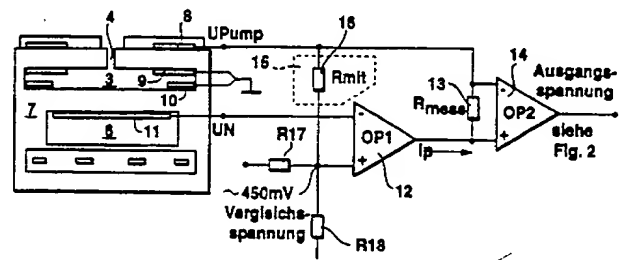 4
8
UPump
16
14
15
Rmit
13
Ausgangs-
spannung
9
3
10
7
Rmess
-
OP2
+
6
11
UN
-
OP1
+
siehe
Fig. 2
R17
Ip
12
~450mV
Vergleichs-
spannung
R18